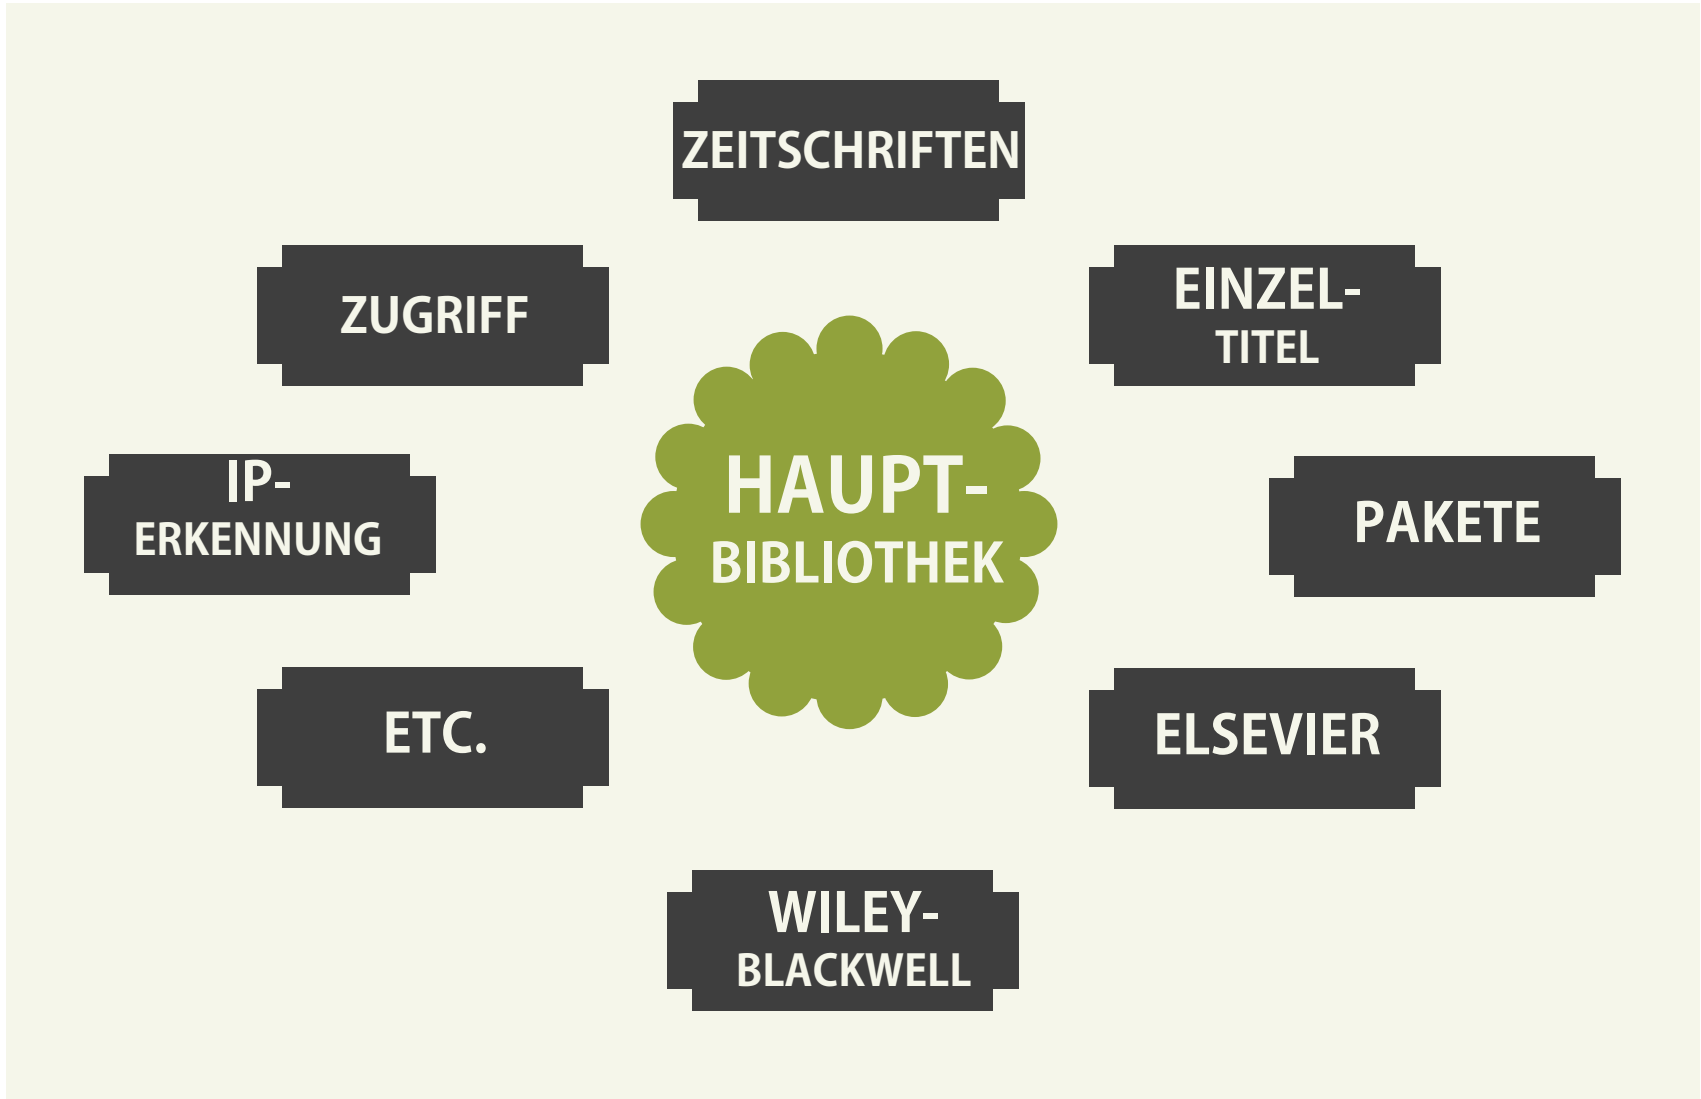 ZEITSCHRIFTEN
ZUGRIFF
EINZEL-
TITEL
IP-
ERKENNUNG
HAUPT-
BIBLIOTHEK
PAKETE
ETC.
ELSEVIER
WILEY-
BLACKWELL